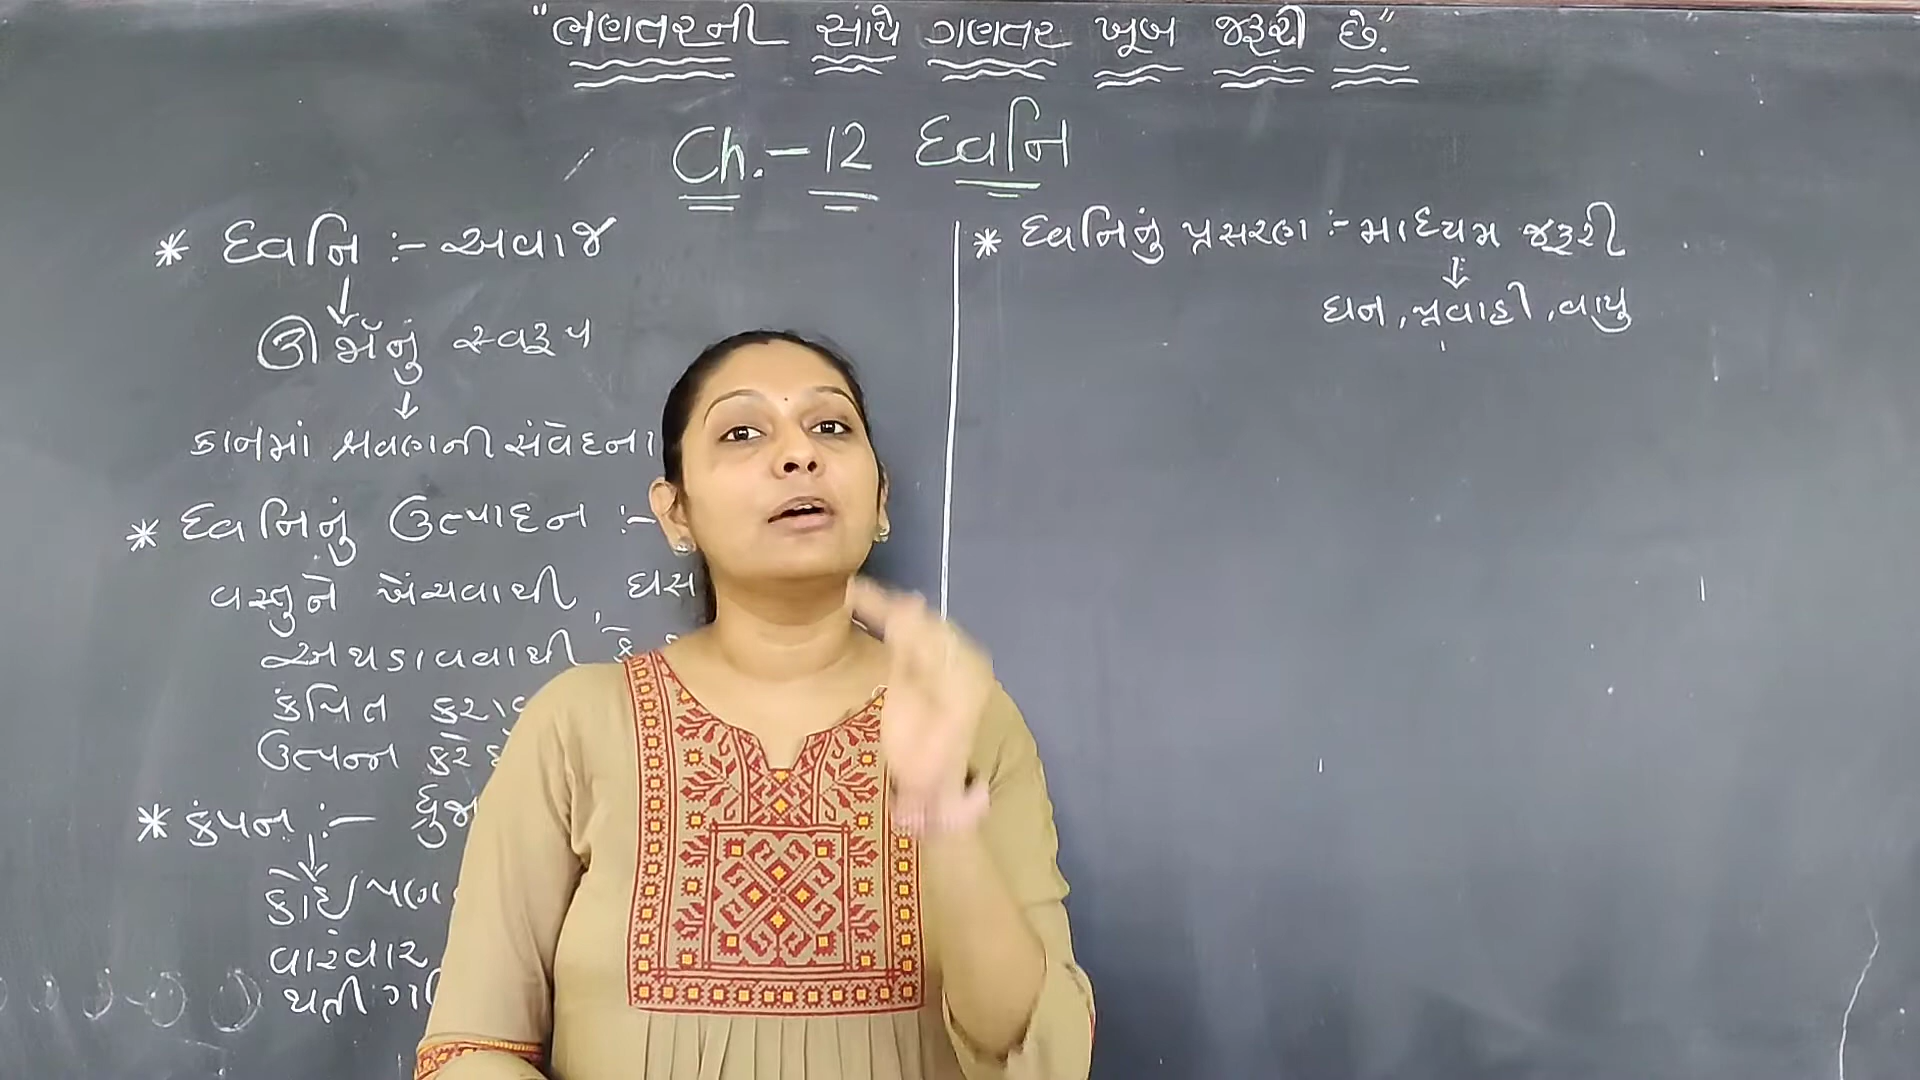 "ભણતરની સાથે ગણતર ખૂબ જરૂરી છે."
Ch.-12 ધ્વનિ
* ધ્વનિ :- અવાજ
↓
ઊર્જાનું સ્વરૂપ
↓
કાનમાં શ્રવણની સંવેદના
* ધ્વનિનું ઉત્પાદન :-
વસ્તુને ખેંચવાથી, ઘસ
અથડાવવાથી કે
કંપિત કરા
ઉત્પન્ન કરે
* કંપન :- ધ્રુજ
↓
કોઈ પણ
વારંવાર
થતી ગ
* ધ્વનિનું પ્રસરણ :- માધ્યમ જરૂરી
↓
ઘન, પ્રવાહી, વાયુ